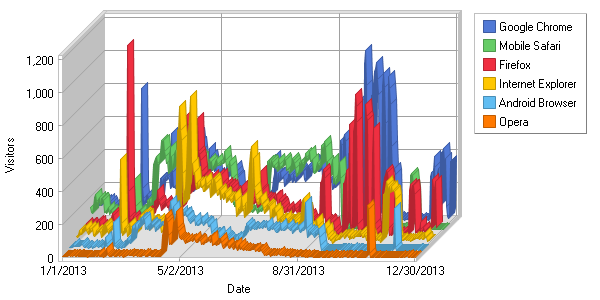 Google Chrome
Mobile Safari
Firefox
Internet Explorer
Android Browser
Opera
1,200
1,000
800
600
400
200
0
Visitors
1/1/2013 5/2/2013 8/31/2013 12/30/2013
Date